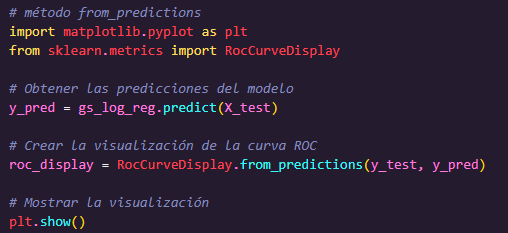 # método from_predictions
import matplotlib.pyplot as plt
from sklearn.metrics import RocCurveDisplay
# Obtener las predicciones del modelo
y_pred = gs_log_reg.predict(X_test)
# Crear la visualización de la curva ROC
roc_display = RocCurveDisplay.from_predictions(y_test, y_pred)
# Mostrar la visualización
plt.show()